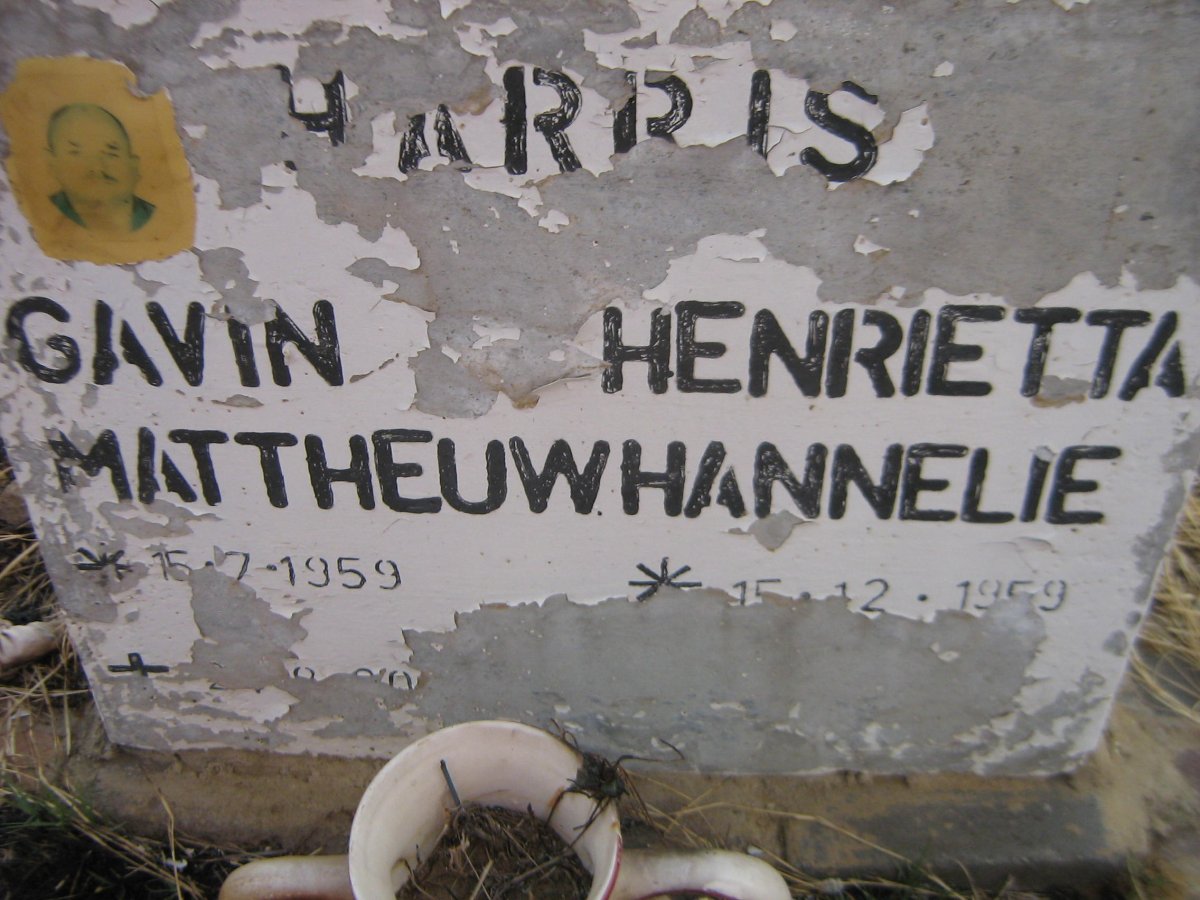 HARRIS
GAVIN HENRIETTA
MATTHEUW HANNELIE
* 15.7.1959 * 15.12.1959
+